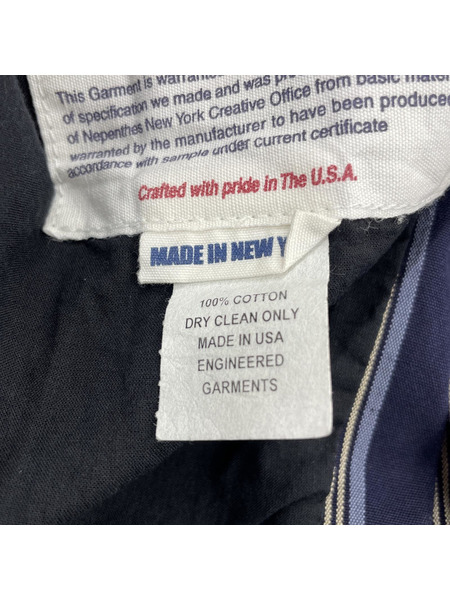 This Garment is
of specification we made and was
of Nepenthes New York Creative Office from basic
warranted by the manufacturer to have been produced
accordance with sample under current certificate
Crafted with pride in The U.S.A.
MADE IN NEW Y
100% COTTON
DRY CLEAN ONLY
MADE IN USA
ENGINEERED
GARMENTS